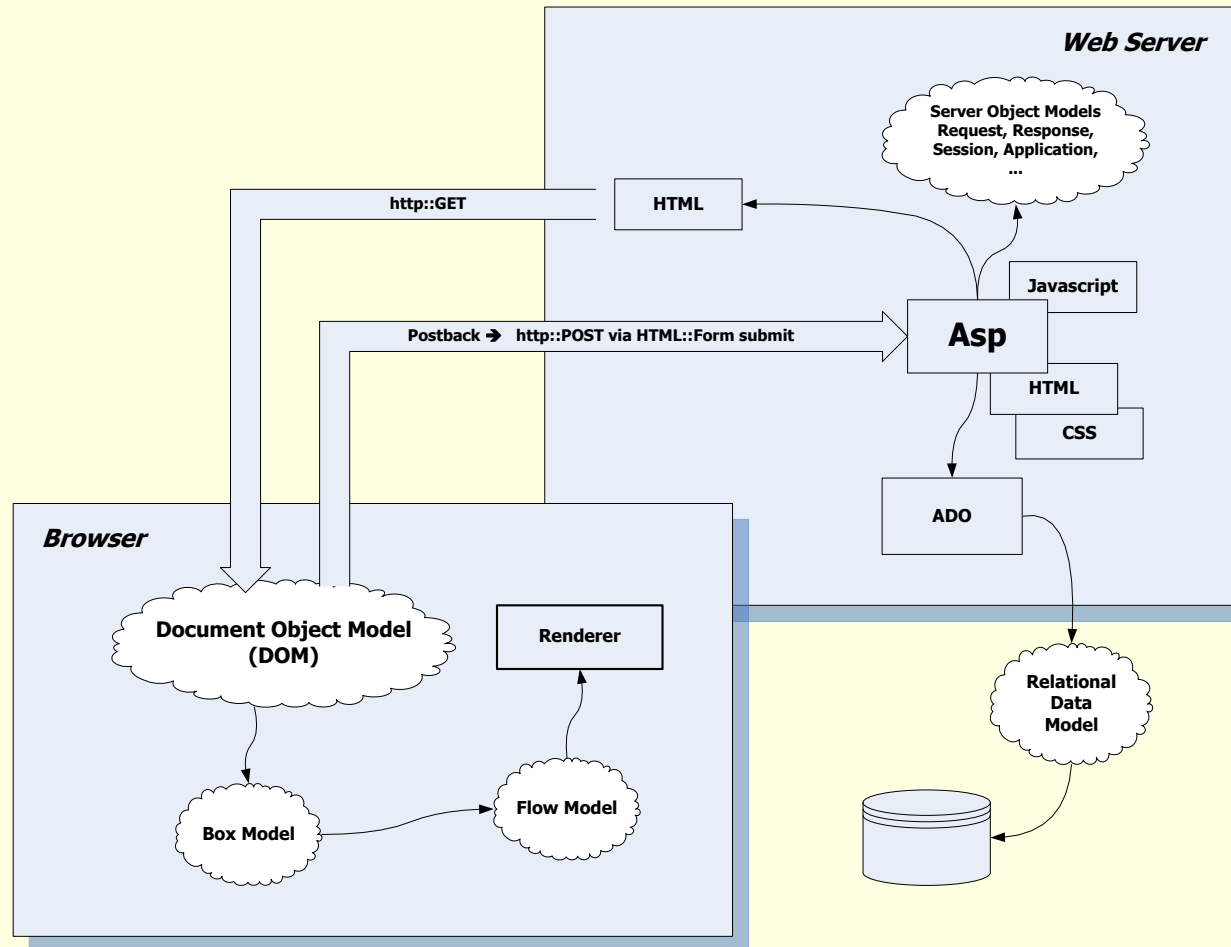 Web Server
Server Object Models
Request, Response,
Session, Application,
...
http::GET
HTML
Javascript
Postback → http::POST via HTML::Form submit
Asp
HTML
CSS
ADO
Browser
Document Object Model
(DOM)
Renderer
Relational
Data
Model
Box Model
Flow Model